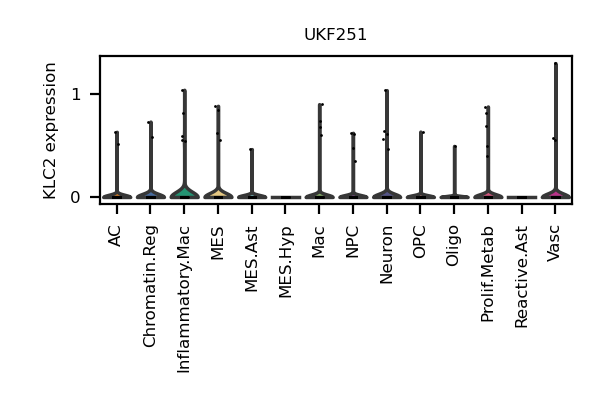 UKF251
KLC2 expression
1
0
AC
Chromatin.Reg
Inflammatory.Mac
MES
MES.Ast
MES.Hyp
Mac
NPC
Neuron
OPC
Oligo
Prolif.Metab
Reactive.Ast
Vasc